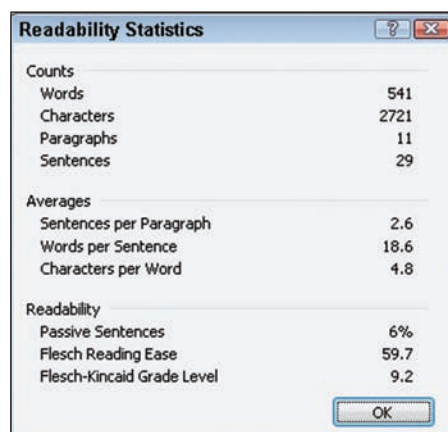 Readability Statistics
Counts
Words 541
Characters 2721
Paragraphs 11
Sentences 29
Averages
Sentences per Paragraph 2.6
Words per Sentence 18.6
Characters per Word 4.8
Readability
Passive Sentences 6%
Flesch Reading Ease 59.7
Flesch-Kincaid Grade Level 9.2
OK